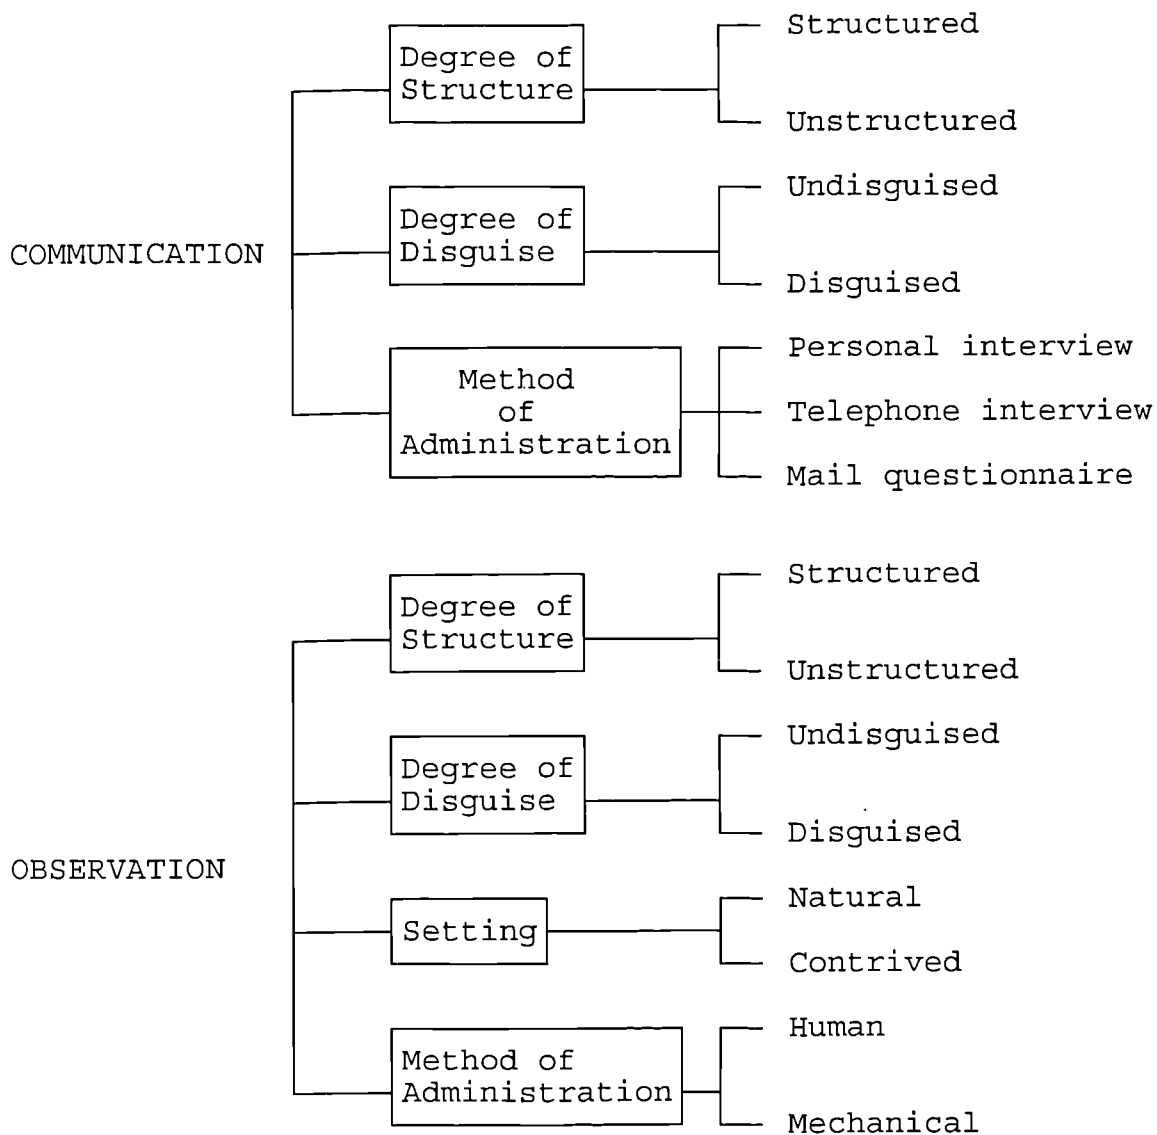 Structured
Degree of
Structure
Unstructured
Undisguised
Degree of
Disguise
COMMUNICATION
Disguised
Personal interview
Method
of
Administration
Telephone interview
Mail questionnaire
Structured
Degree of
Structure
Unstructured
Undisguised
Degree of
Disguise
Disguised
OBSERVATION
Natural
Setting
Contrived
Human
Method of
Administration
Mechanical